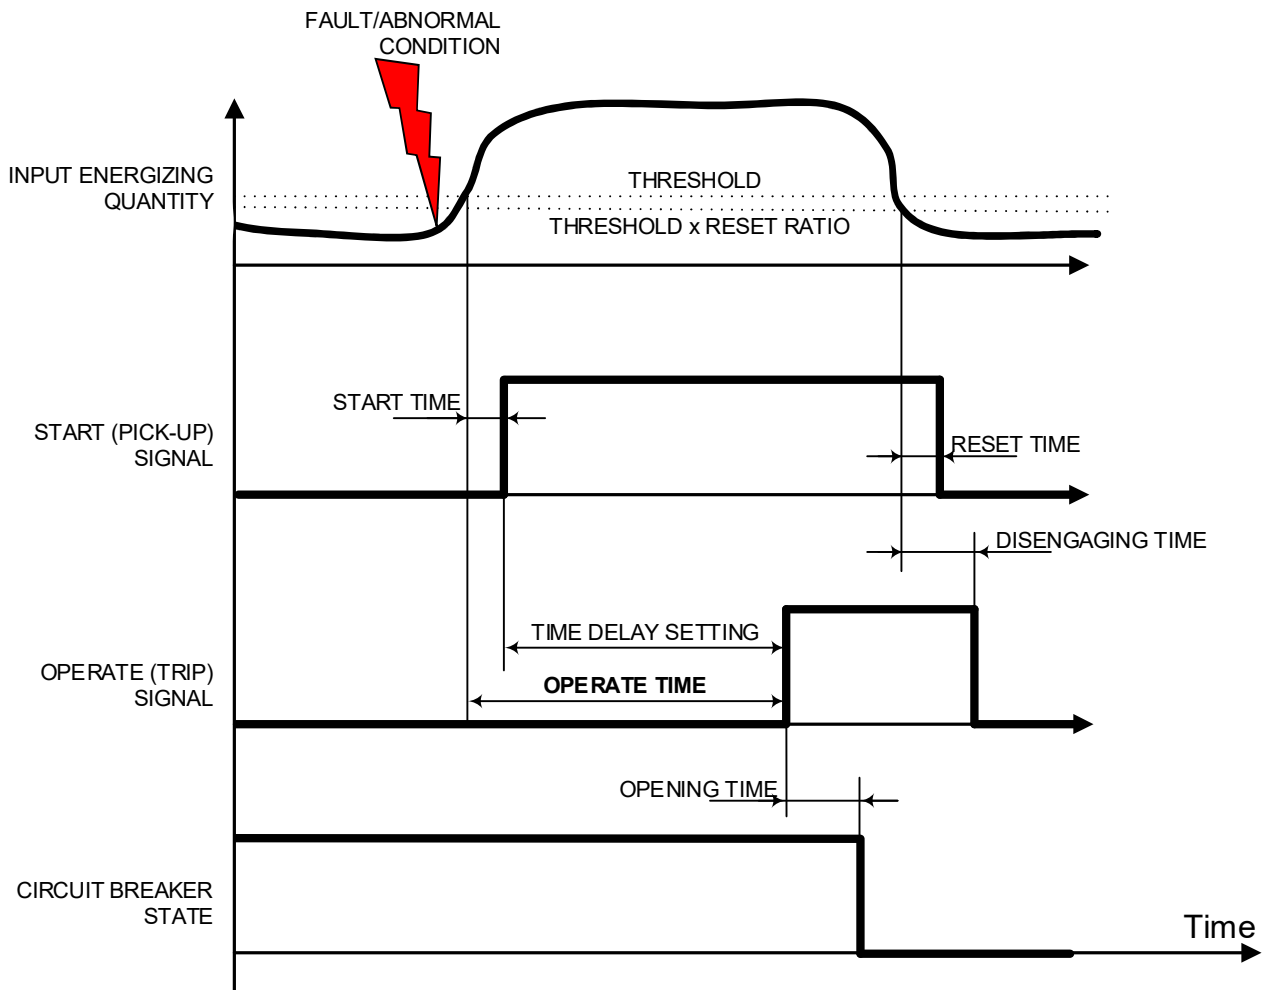 FAULT/ABNORMAL
CONDITION
INPUT ENERGIZING
QUANTITY
THRESHOLD
THRESHOLD x RESET RATIO
START TIME
START (PICK-UP)
SIGNAL
RESET TIME
DISENGAGING TIME
TIME DELAY SETTING
OPERATE (TRIP)
SIGNAL
OPERATE TIME
OPENING TIME
CIRCUIT BREAKER
STATE
Time